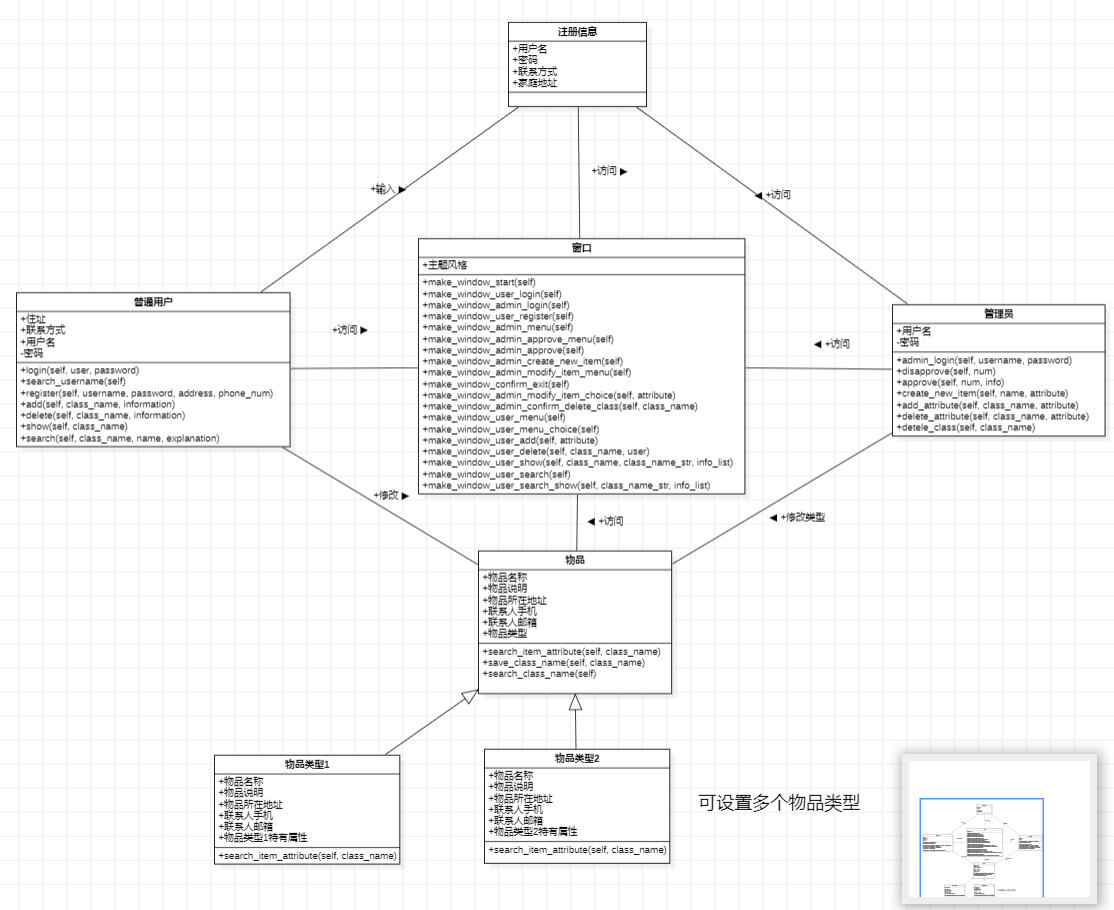 注册信息
+用户名
+密码
+联系方式
+家庭地址
+输入 ▶
+访问 ▶
◀ +访问
窗口
+主题风格
+make_window_start(self)
+make_window_user_login(self)
+make_window_admin_login(self)
+make_window_user_register(self)
+make_window_admin_menu(self)
+make_window_admin_approve_menu(self)
+make_window_admin_approve(self)
+make_window_admin_create_new_item(self)
+make_window_admin_modify_item_menu(self)
+make_window_confirm_exit(self)
+make_window_admin_modify_item_choice(self, attribute)
+make_window_admin_confirm_delete_class(self, class_name)
+make_window_user_menu(self)
+make_window_user_menu_choice(self)
+make_window_user_add(self, attribute)
+make_window_user_delete(self, class_name, user)
+make_window_user_show(self, class_name, class_name_str, info_list)
+make_window_user_search(self)
+make_window_user_search_show(self, class_name_str, info_list)
普通用户
+住址
+联系方式
+用户名
-密码
+login(self, user, password)
+search_username(self)
+register(self, username, password, address, phone_num)
+add(self, class_name, information)
+delete(self, class_name, information)
+show(self, class_name)
+search(self, class_name, name, explanation)
+访问 ▶
◀ +访问
管理员
+用户名
-密码
+admin_login(self, username, password)
+disapprove(self, num)
+approve(self, num, info)
+create_new_item(self, name, attribute)
+add_attribute(self, class_name, attribute)
+delete_attribute(self, class_name, attribute)
+detele_class(self, class_name)
+修改 ▶
◀ +访问
◀ +修改类型
物品
+物品名称
+物品说明
+物品所在地址
+联系人手机
+联系人邮箱
+物品类型
+search_item_attribute(self, class_name)
+save_class_name(self, class_name)
+search_class_name(self)
物品类型1
+物品名称
+物品说明
+物品所在地址
+联系人手机
+联系人邮箱
+物品类型1特有属性
+search_item_attribute(self, class_name)
物品类型2
+物品名称
+物品说明
+物品所在地址
+联系人手机
+联系人邮箱
+物品类型2特有属性
+search_item_attribute(self, class_name)
可设置多个物品类型